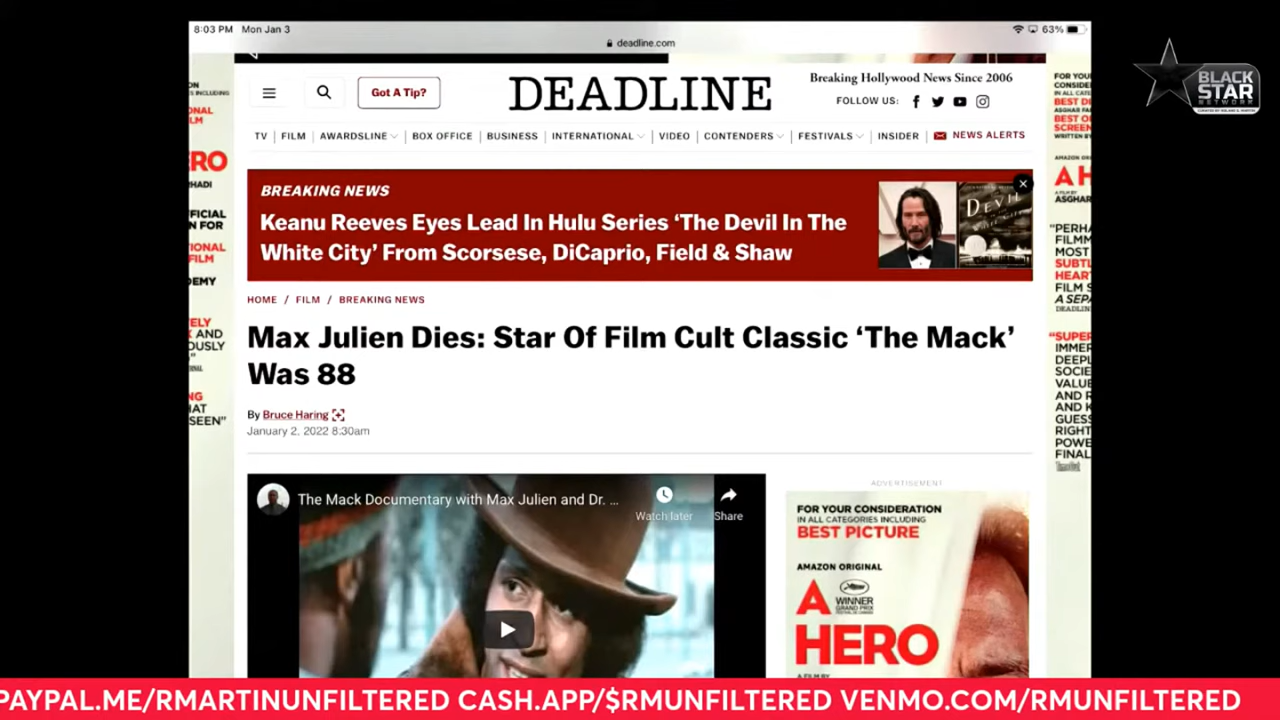 8:03 PM Mon Jan 3
63%
deadline.com
BLACK
STAR
NETWORK
Got A Tip?
DEADLINE
Breaking Hollywood News Since 2006
FOLLOW US:
TV | FILM | AWARDSLINE | BOX OFFICE | BUSINESS | INTERNATIONAL | VIDEO | CONTENDERS | FESTIVALS | INSIDER NEWS ALERTS
BREAKING NEWS
Keanu Reeves Eyes Lead In Hulu Series ‘The Devil In The
White City’ From Scorsese, DiCaprio, Field & Shaw
DEVIL
HOME / FILM / BREAKING NEWS
Max Julien Dies: Star Of Film Cult Classic ‘The Mack’
Was 88
By Bruce Haring
January 2, 2022 8:30am
The Mack Documentary with Max Julien and Dr. ...
Watch later
Share
ADVERTISEMENT
FOR YOUR CONSIDERATION
IN ALL CATEGORIES INCLUDING
BEST PICTURE
AMAZON ORIGINAL
WINNER
GRAND PRIX
A
HERO
A FILM BY
PAYPAL.ME/RMARTINUNFILTERED CASH.APP/$RMUNFILTERED VENMO.COM/RMUNFILTERED